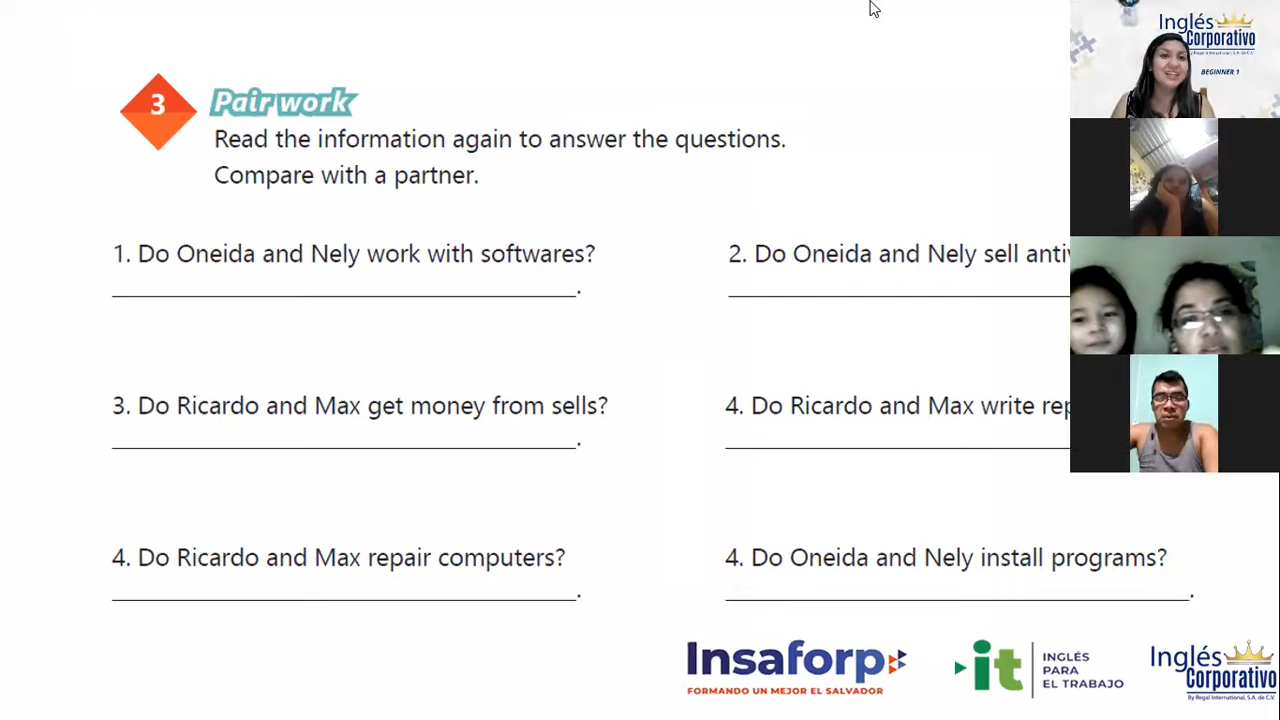 3
Pair work
Read the information again to answer the questions.
Compare with a partner.
1. Do Oneida and Nely work with softwares?
2. Do Oneida and Nely sell
3. Do Ricardo and Max get money from sells?
4. Do Ricardo and Max write
4. Do Ricardo and Max repair computers?
4. Do Oneida and Nely install programs?
Insaforp
FORMANDO UN MEJOR EL SALVADOR
it
INGLÉS
PARA
EL TRABAJO
Inglés
Corporativo
By Regal International, S.A. de C.V.
Inglés
Corporativo
By Regal International, S.A. de C.V.
BEGINNER 1